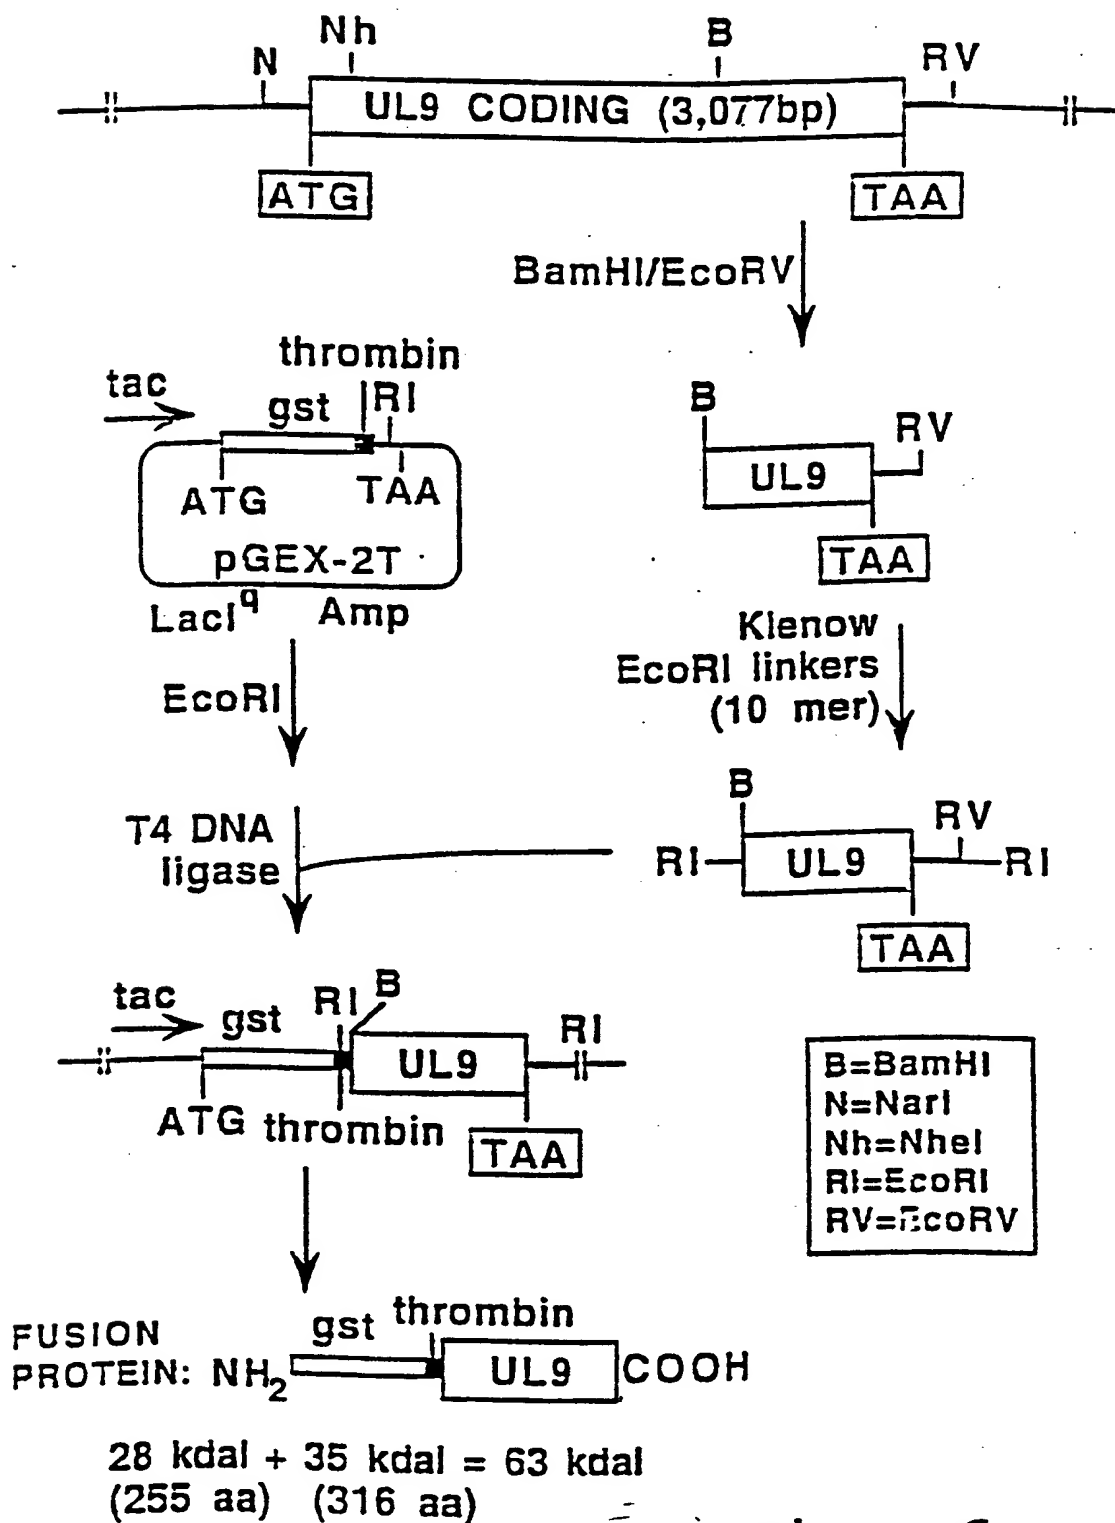 Nh
N
B
RV
UL9 CODING (3,077bp)
ATG
TAA
BamHI/EcoRV
thrombin
tac
gst
RI
ATG
TAA
pGEX-2T
LacI^q
Amp
EcoRI
B
RV
UL9
TAA
Klenow
EcoRI linkers
(10 mer)
T4 DNA
ligase
B
RV
RI
UL9
RI
TAA
tac
gst
RI
B
UL9
RI
ATG
thrombin
TAA
B=BamHI
N=NarI
Nh=NheI
RI=EcoRI
RV=EcoRV
FUSION
PROTEIN:
NH2
gst
thrombin
UL9
COOH
28 kdal + 35 kdal = 63 kdal
(255 aa) (316 aa)